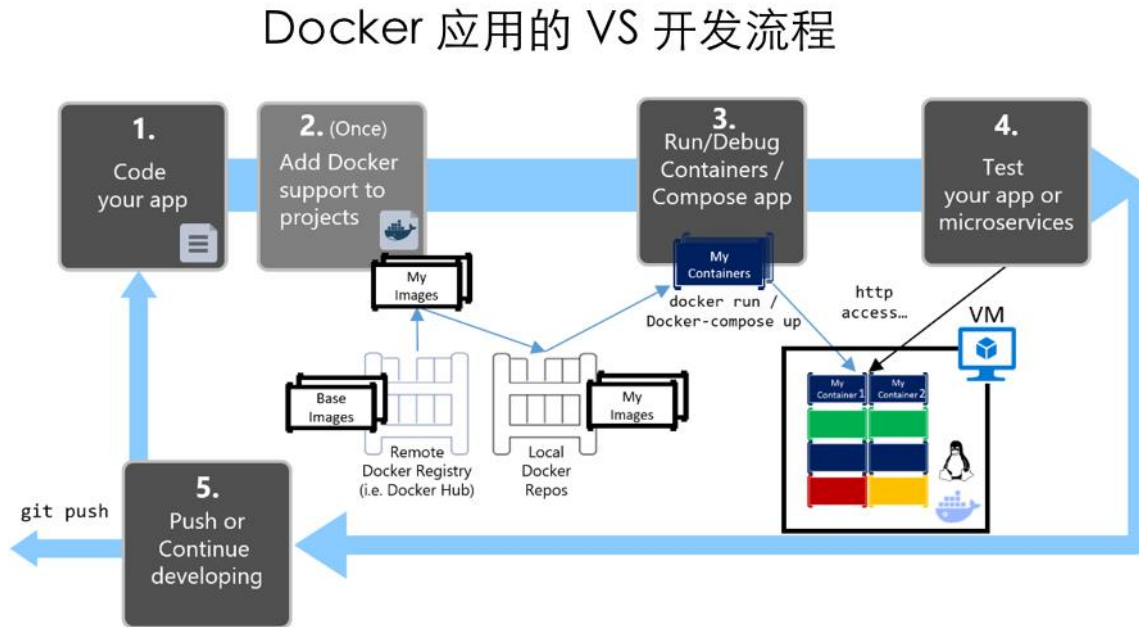 Docker 应用的 VS 开发流程
1.
Code
your app
2. (Once)
Add Docker
support to
projects
3.
Run/Debug
Containers /
Compose app
4.
Test
your app or
microservices
My
Images
My
Containers
docker run /
Docker-compose up
http
access…
VM
Base
Images
Remote
Docker Registry
(i.e. Docker Hub)
My
Images
Local
Docker
Repos
My
Container 1
My
Container 2
5.
Push or
Continue
developing
git push